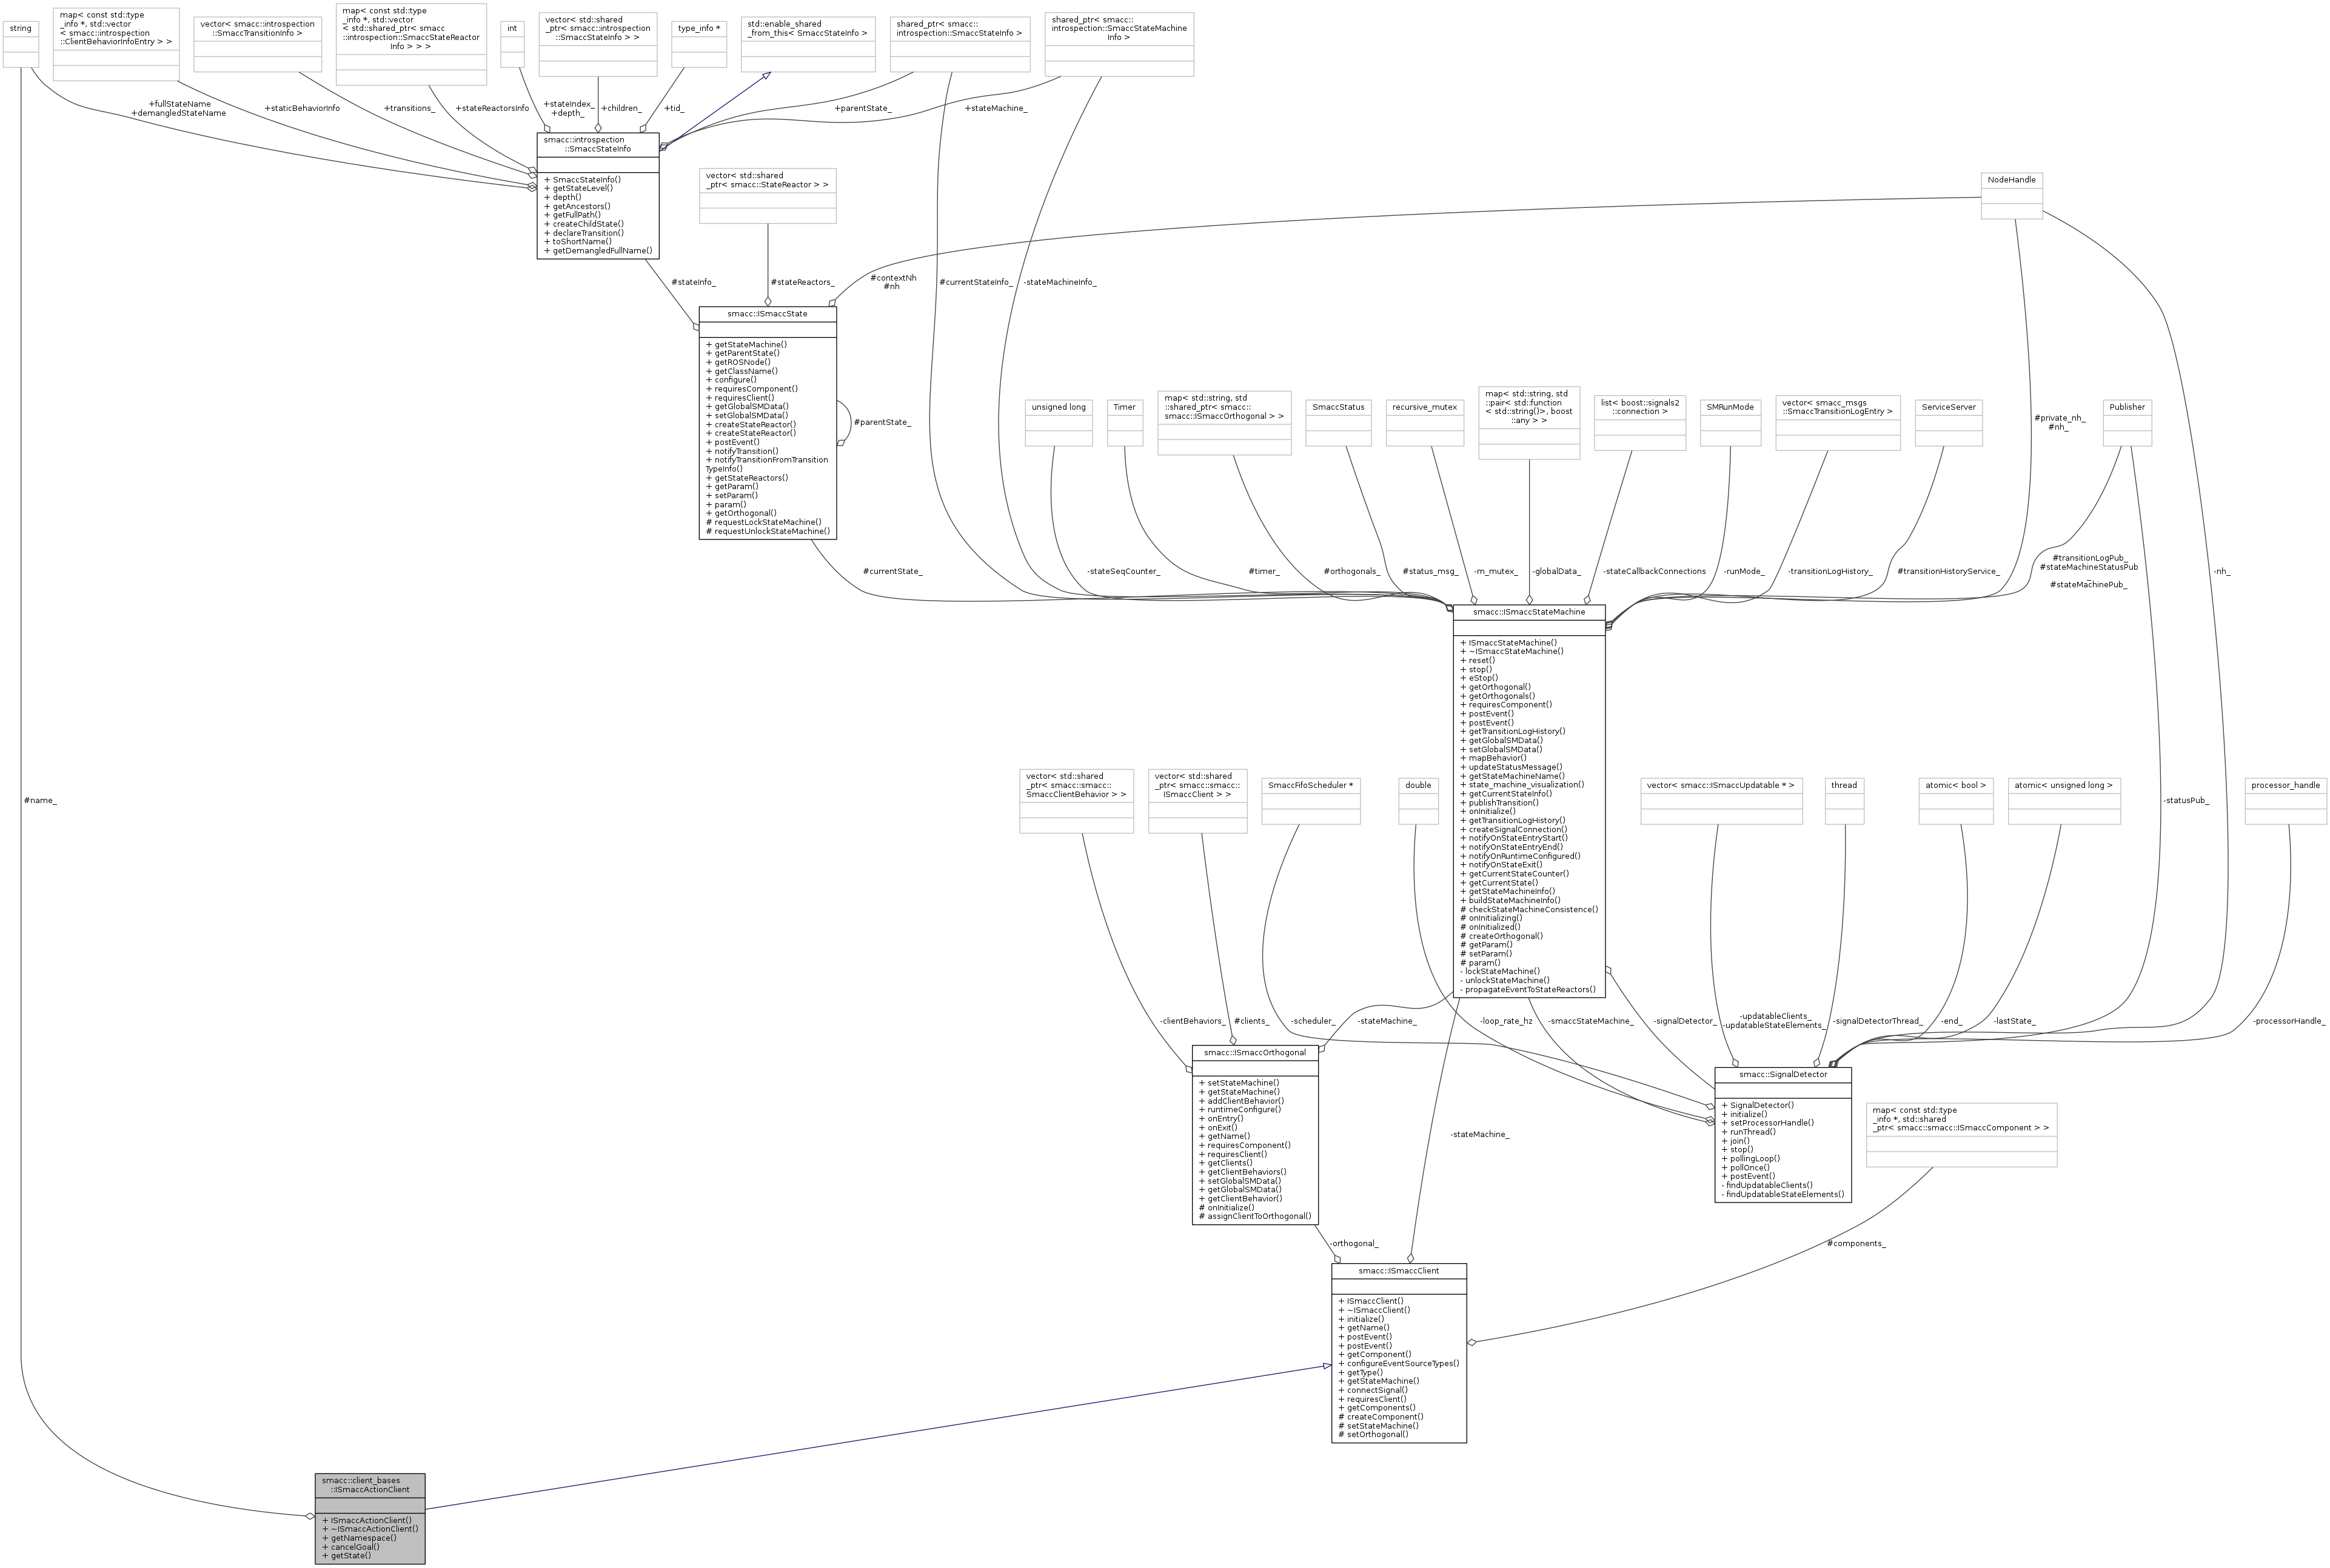 string
map< const std::type
_info *, std::vector
< smacc::introspection
::ClientBehaviorInfoEntry > >
vector< smacc::introspection
::SmaccTransitionInfo >
map< const std::type
_info *, std::vector
< std::shared_ptr< smacc
::introspection::SmaccStateReactor
Info > > >
int
vector< std::shared
_ptr< smacc::introspection
::SmaccStateInfo > >
type_info *
std::enable_shared
_from_this< SmaccStateInfo >
shared_ptr< smacc::
introspection::SmaccStateInfo >
shared_ptr< smacc::
introspection::SmaccStateMachine
Info >
+fullStateName
+demangledStateName
+staticBehaviorInfo
+transitions_
+stateReactorsInfo
+stateIndex_
+depth_
+children_
+tid_
+parentState_
+stateMachine_
smacc::introspection
::SmaccStateInfo
+ SmaccStateInfo()
+ getStateLevel()
+ depth()
+ getAncestors()
+ getFullPath()
+ createChildState()
+ declareTransition()
+ toShortName()
+ getDemangledFullName()
vector< std::shared
_ptr< smacc::StateReactor > >
NodeHandle
#stateInfo_
#stateReactors_
#contextNh
#nh
#currentStateInfo_
-stateMachineInfo_
smacc::ISmaccState
+ getStateMachine()
+ getParentState()
+ getROSNode()
+ getClassName()
+ configure()
+ requiresComponent()
+ requiresClient()
+ getGlobalSMData()
+ setGlobalSMData()
+ createStateReactor()
+ createStateReactor()
+ postEvent()
+ notifyTransition()
+ notifyTransitionFromTransition
TypeInfo()
+ getStateReactors()
+ getParam()
+ setParam()
+ param()
+ getOrthogonal()
# requestLockStateMachine()
# requestUnlockStateMachine()
#parentState_
unsigned long
Timer
map< std::string, std
::shared_ptr< smacc::
smacc::ISmaccOrthogonal > >
SmaccStatus
recursive_mutex
map< std::string, std
::pair< std::function
< std::string()>, boost
::any > >
list< boost::signals2
::connection >
SMRunMode
vector< smacc_msgs
::SmaccTransitionLogEntry >
ServiceServer
Publisher
#private_nh_
#nh_
#currentState_
-stateSeqCounter_
#timer_
#orthogonals_
#status_msg_
-m_mutex_
-globalData_
-stateCallbackConnections
-runMode_
-transitionLogHistory_
#transitionHistoryService_
#transitionLogPub_
#stateMachineStatusPub
_
#stateMachinePub_
-nh_
smacc::ISmaccStateMachine
+ ISmaccStateMachine()
+ ~ISmaccStateMachine()
+ reset()
+ stop()
+ eStop()
+ getOrthogonal()
+ getOrthogonals()
+ requiresComponent()
+ postEvent()
+ postEvent()
+ getTransitionLogHistory()
+ getGlobalSMData()
+ setGlobalSMData()
+ mapBehavior()
+ updateStatusMessage()
+ getStateMachineName()
+ state_machine_visualization()
+ getCurrentStateInfo()
+ publishTransition()
+ onInitialize()
+ getTransitionLogHistory()
+ createSignalConnection()
+ notifyOnStateEntryStart()
+ notifyOnStateEntryEnd()
+ notifyOnRuntimeConfigured()
+ notifyOnStateExit()
+ getCurrentStateCounter()
+ getCurrentState()
+ getStateMachineInfo()
+ buildStateMachineInfo()
# checkStateMachineConsistence()
# onInitializing()
# onInitialized()
# createOrthogonal()
# getParam()
# setParam()
# param()
- lockStateMachine()
- unlockStateMachine()
- propagateEventToStateReactors()
#name_
vector< std::shared
_ptr< smacc::smacc::
SmaccClientBehavior > >
vector< std::shared
_ptr< smacc::smacc::
ISmaccClient > >
SmaccFifoScheduler *
double
vector< smacc::ISmaccUpdatable * >
thread
atomic< bool >
atomic< unsigned long >
-statusPub_
processor_handle
-clientBehaviors_
#clients_
-scheduler_
-stateMachine_
-loop_rate_hz
-smaccStateMachine_
-signalDetector_
-updatableClients_
-updatableStateElements_
-signalDetectorThread_
-end_
-lastState_
-processorHandle_
smacc::ISmaccOrthogonal
+ setStateMachine()
+ getStateMachine()
+ addClientBehavior()
+ runtimeConfigure()
+ onEntry()
+ onExit()
+ getName()
+ requiresComponent()
+ requiresClient()
+ getClients()
+ getClientBehaviors()
+ setGlobalSMData()
+ getGlobalSMData()
+ getClientBehavior()
# onInitialize()
# assignClientToOrthogonal()
smacc::SignalDetector
+ SignalDetector()
+ initialize()
+ setProcessorHandle()
+ runThread()
+ join()
+ stop()
+ pollingLoop()
+ pollOnce()
+ postEvent()
- findUpdatableClients()
- findUpdatableStateElements()
map< const std::type
_info *, std::shared
_ptr< smacc::smacc::ISmaccComponent > >
-stateMachine_
-orthogonal_
#components_
smacc::ISmaccClient
+ ISmaccClient()
+ ~ISmaccClient()
+ initialize()
+ getName()
+ postEvent()
+ postEvent()
+ getComponent()
+ configureEventSourceTypes()
+ getType()
+ getStateMachine()
+ connectSignal()
+ requiresClient()
+ getComponents()
# createComponent()
# setStateMachine()
# setOrthogonal()
smacc::client_bases
::ISmaccActionClient
+ ISmaccActionClient()
+ ~ISmaccActionClient()
+ getNamespace()
+ cancelGoal()
+ getState()